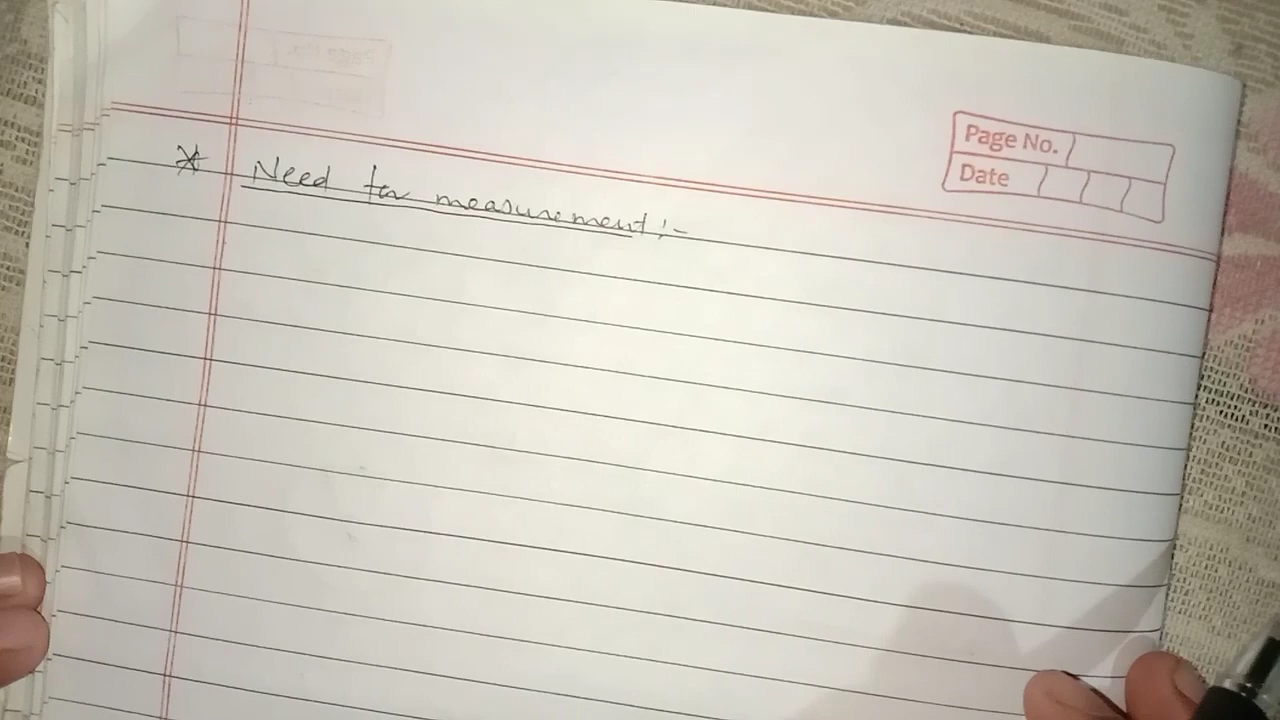 Page No.
Date
* Need for measurement :-